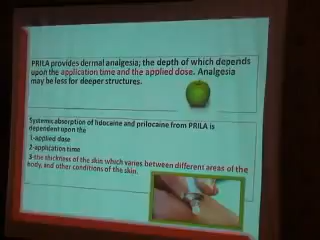 PRILA provides dermal analgesia; the depth of which depends
upon the application time and the applied dose. Analgesia
may be less for deeper structures.
Systemic absorption of lidocaine and prilocaine from PRILA is
dependent upon the
1-applied dose
2-application time
3-the thickness of the skin which varies between different areas of the
body, and other conditions of the skin.